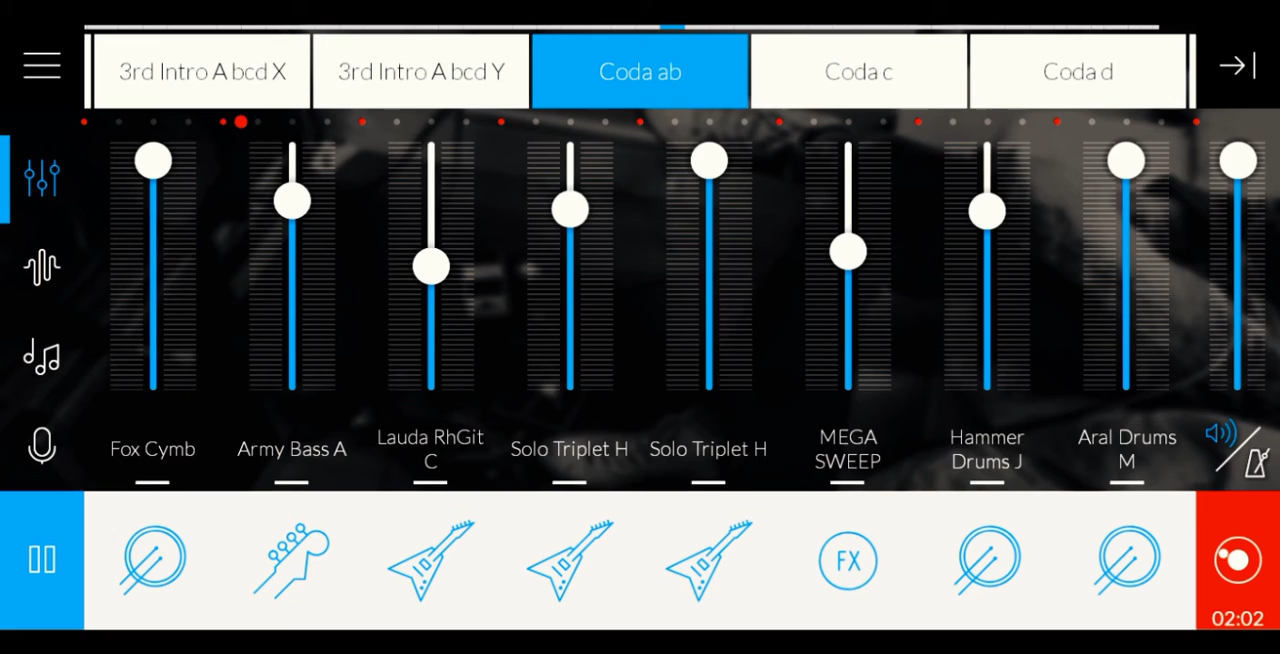 3rd Intro A bcd X
3rd Intro A bcd Y
Coda ab
Coda c
Coda d
Fox Cymb
Army Bass A
Lauda RhGit
C
Solo Triplet H
Solo Triplet H
MEGA
SWEEP
Hammer
Drums J
Aral Drums
M
FX
02:02